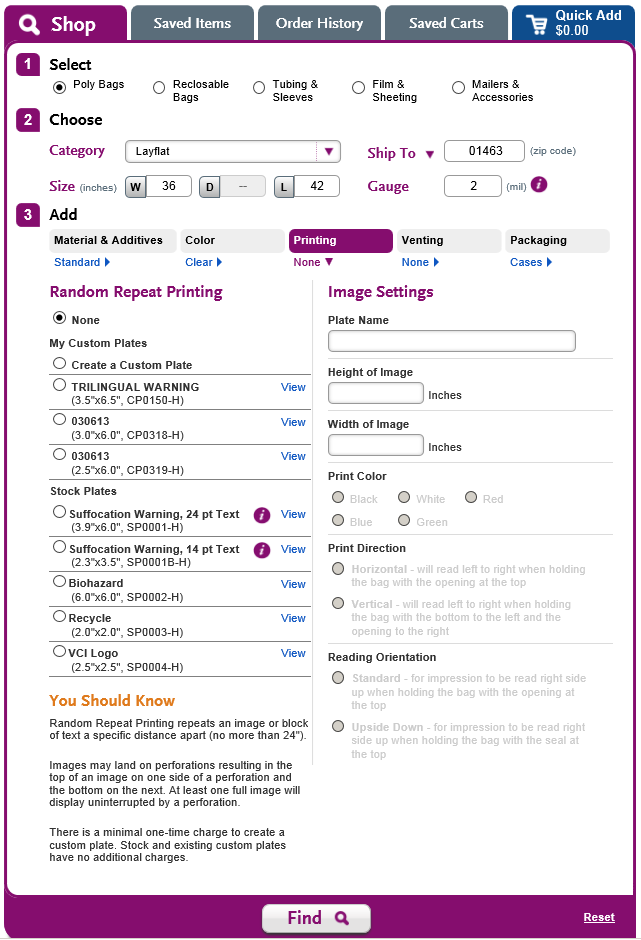 Shop
Saved Items
Order History
Saved Carts
Quick Add
$0.00
1 Select
Poly Bags
Reclosable
Bags
Tubing &
Sleeves
Film &
Sheeting
Mailers &
Accessories
2 Choose
Category Layflat Ship To 01463 (zip code)
Size (inches) W 36 D -- L 42 Gauge 2 (mil) i
3 Add
Material & Additives Color Printing Venting Packaging
Standard Clear None None Cases
Random Repeat Printing
None
My Custom Plates
Create a Custom Plate
TRILINGUAL WARNING View
(3.5"x6.5", CP0150-H)
030613 View
(3.0"x6.0", CP0318-H)
030613 View
(2.5"x6.0", CP0319-H)
Stock Plates
Suffocation Warning, 24 pt Text i View
(3.9"x6.0", SP0001-H)
Suffocation Warning, 14 pt Text i View
(2.3"x3.5", SP0001B-H)
Biohazard View
(6.0"x6.0", SP0002-H)
Recycle View
(2.0"x2.0", SP0003-H)
VCI Logo View
(2.5"x2.5", SP0004-H)
You Should Know
Random Repeat Printing repeats an image or block
of text a specific distance apart (no more than 24").
Images may land on perforations resulting in the
top of an image on one side of a perforation and
the bottom on the next. At least one full image will
display uninterrupted by a perforation.
There is a minimal one-time charge to create a
custom plate. Stock and existing custom plates
have no additional charges.
Image Settings
Plate Name
Height of Image
Inches
Width of Image
Inches
Print Color
Black White Red
Blue Green
Print Direction
Horizontal - will read left to right when holding
the bag with the opening at the top
Vertical - will read left to right when holding
the bag with the bottom to the left and the
opening to the right
Reading Orientation
Standard - for impression to be read right side
up when holding the bag with the opening at
the top
Upside Down - for impression to be read right
side up when holding the bag with the seal at
the top
Find
Reset